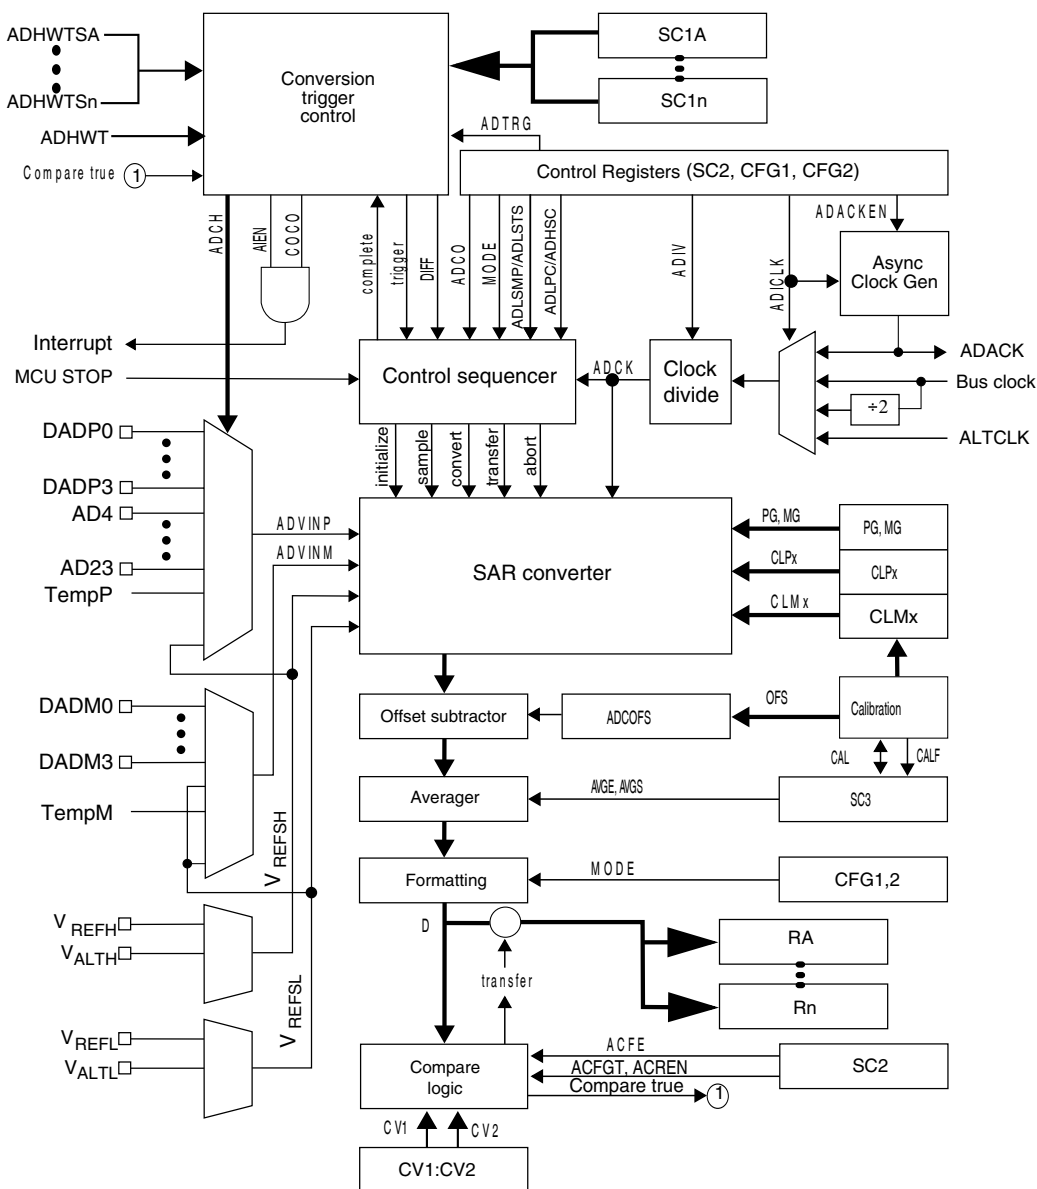 ADHWTSA
ADHWTSn
ADHWT
Compare true 1
Conversion
trigger
control
SC1A
SC1n
ADTRG
Control Registers (SC2, CFG1, CFG2)
ADCH
AIEN
COCO
complete
trigger
DIFF
ADCO
MODE
ADLSMP/ADLSTS
ADLPC/ADHSC
ADIV
ADICLK
ADACKEN
Async
Clock Gen
Interrupt
MCU STOP
Control sequencer
ADCK
Clock
divide
ADACK
Bus clock
÷2
ALTCLK
initialize
sample
convert
transfer
abort
DADP0
DADP3
AD4
AD23
TempP
ADVINP
ADVINM
SAR converter
PG, MG
PG, MG
CLPx
CLPx
CLMx
CLMx
DADM0
DADM3
TempM
Offset subtractor
ADCOFS
OFS
Calibration
CAL
CALF
Averager
AVGE, AVGS
SC3
Formatting
MODE
CFG1,2
V REFSH
V REFSL
V REFH
VALTH
VREFL
VALTL
D
transfer
RA
Rn
Compare
logic
ACFE
ACFGT, ACREN
Compare true
1
SC2
CV1
CV2
CV1:CV2